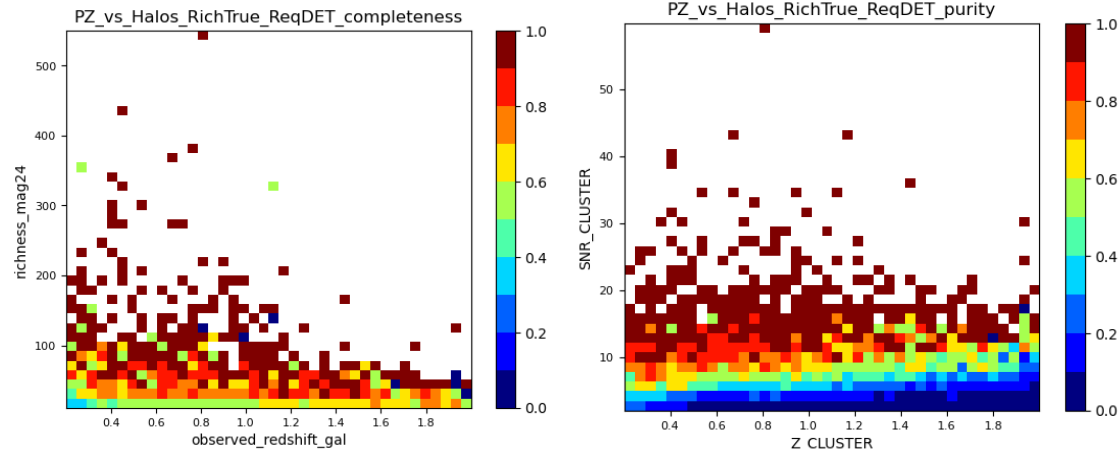 PZ_vs_Halos_RichTrue_ReqDET_completeness
500
400
300
200
100
richness_mag24
0.4 0.6 0.8 1.0 1.2 1.4 1.6 1.8
observed_redshift_gal
1.0
0.8
0.6
0.4
0.2
0.0
PZ_vs_Halos_RichTrue_ReqDET_purity
50
40
30
20
10
SNR_CLUSTER
0.4 0.6 0.8 1.0 1.2 1.4 1.6 1.8
Z_CLUSTER
1.0
0.8
0.6
0.4
0.2
0.0